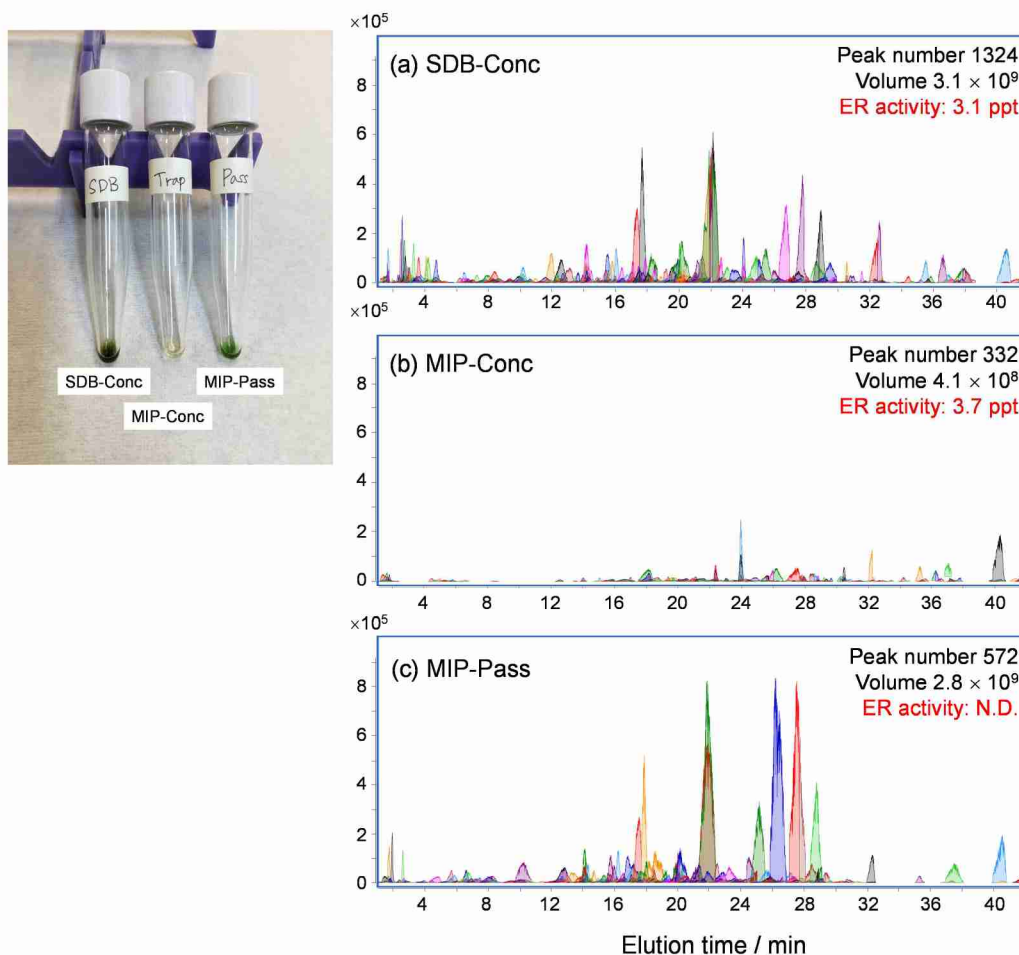 SDB
Trap
Pass
SDB-Conc
MIP-Pass
MIP-Conc
×10⁵
(a) SDB-Conc
Peak number 1324
Volume 3.1 × 10⁹
ER activity: 3.1 ppt
8
6
4
2
0
4 8 12 16 20 24 28 32 36 40
×10⁵
(b) MIP-Conc
Peak number 332
Volume 4.1 × 10⁸
ER activity: 3.7 ppt
8
6
4
2
0
4 8 12 16 20 24 28 32 36 40
×10⁵
(c) MIP-Pass
Peak number 572
Volume 2.8 × 10⁹
ER activity: N.D.
8
6
4
2
0
4 8 12 16 20 24 28 32 36 40
Elution time / min